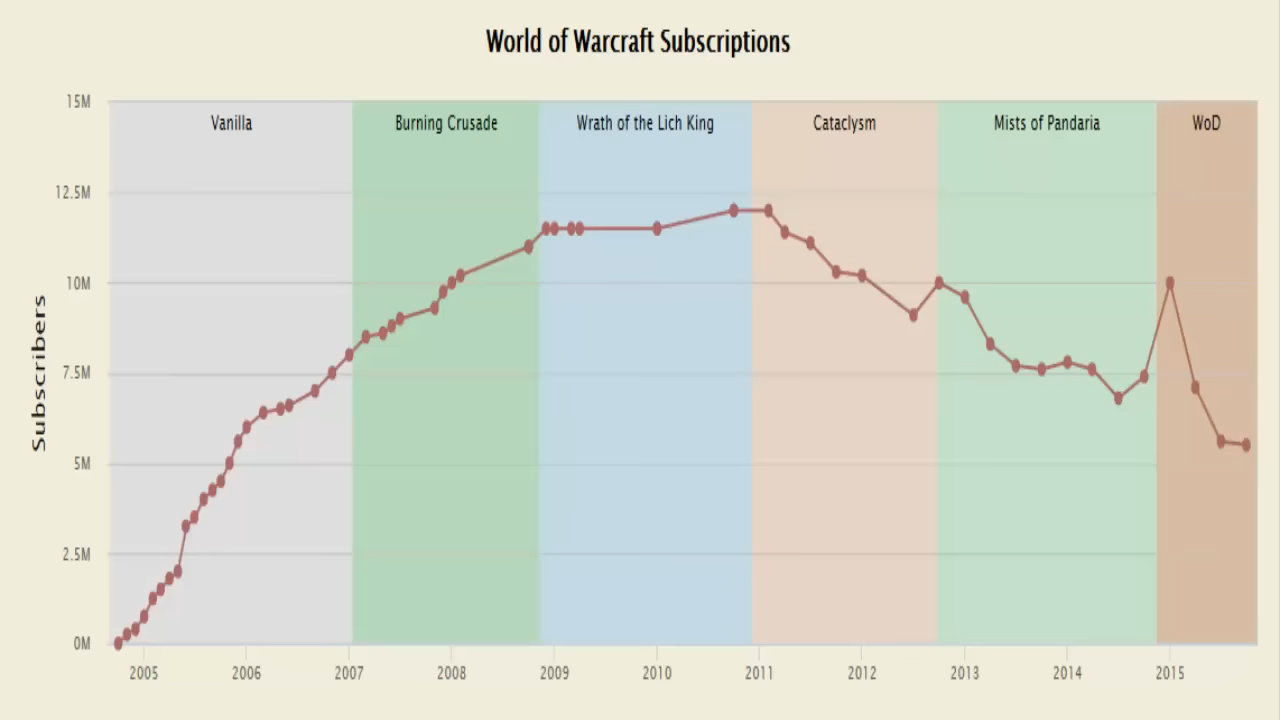 World of Warcraft Subscriptions
15M
Vanilla
Burning Crusade
Wrath of the Lich King
Cataclysm
Mists of Pandaria
WoD
12.5M
10M
7.5M
5M
2.5M
0M
Subscribers
2005
2006
2007
2008
2009
2010
2011
2012
2013
2014
2015